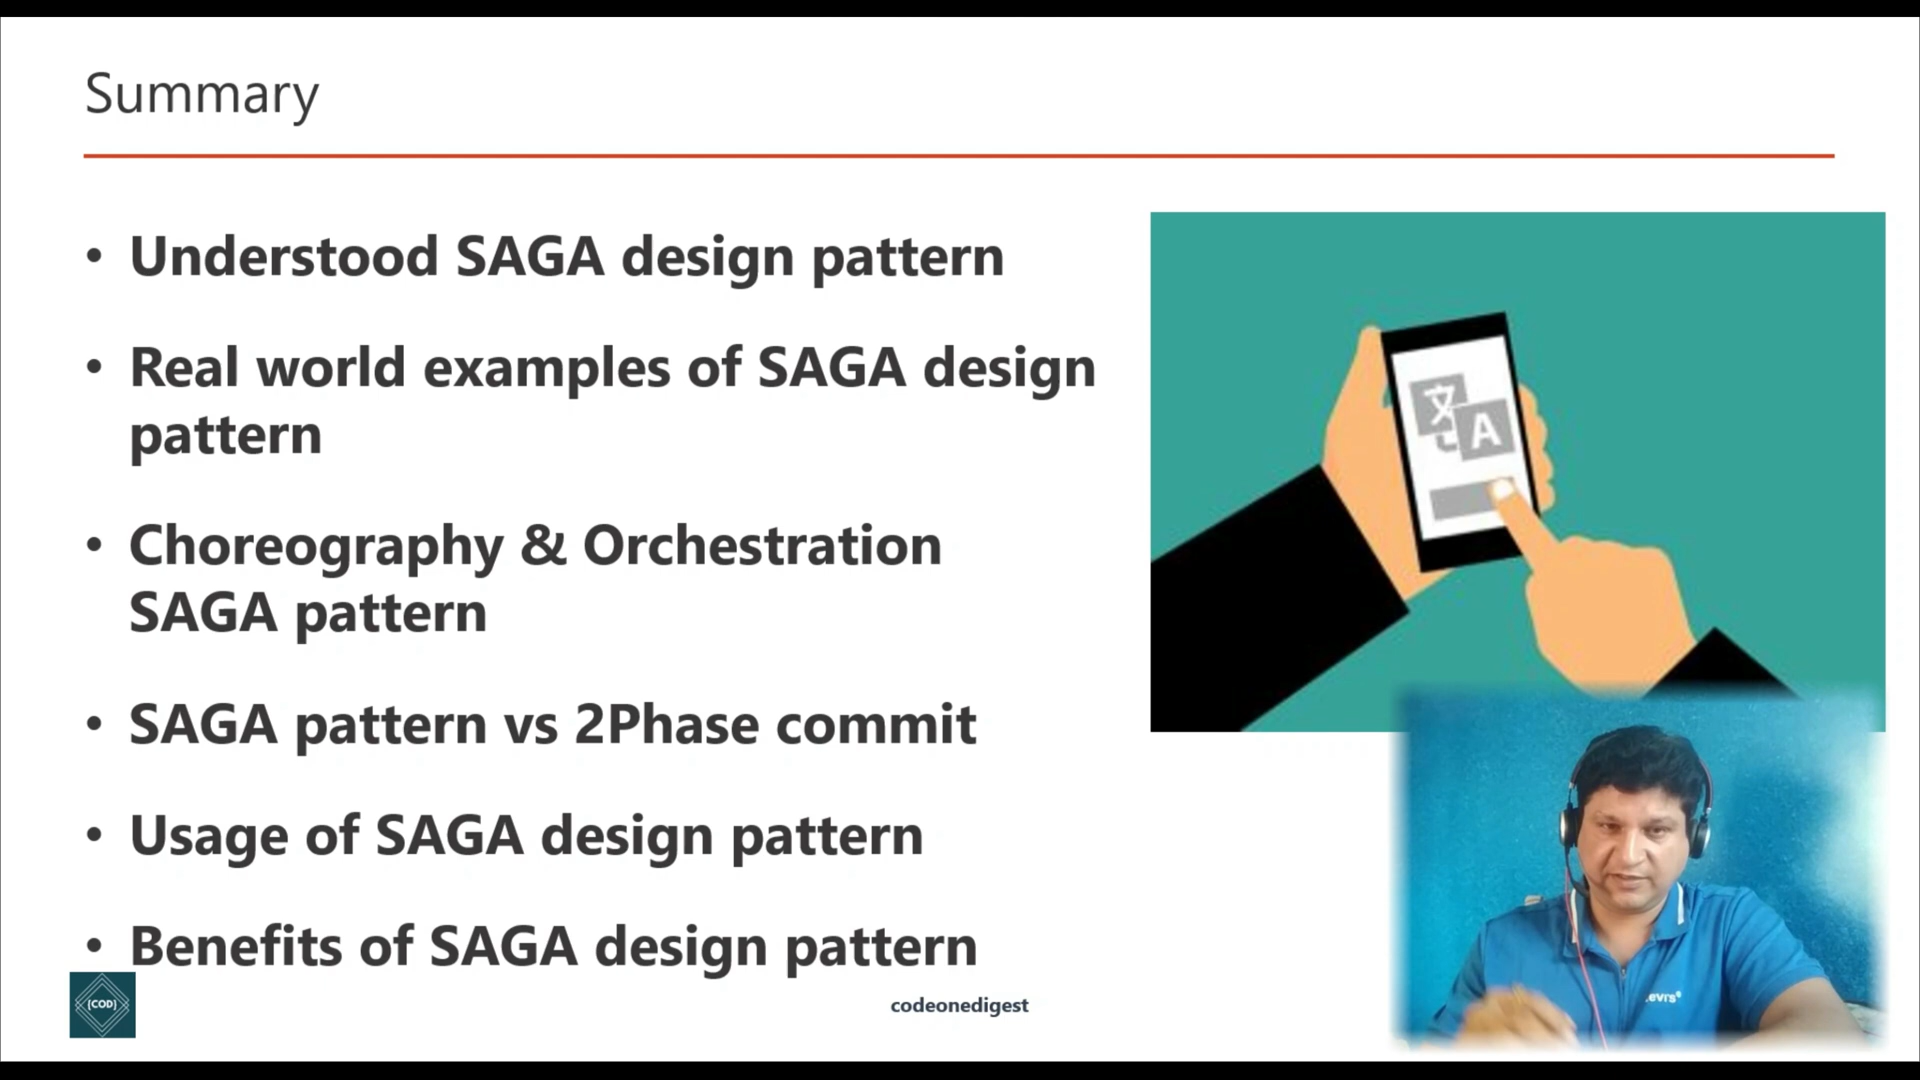 Summary
• Understood SAGA design pattern
• Real world examples of SAGA design
pattern
• Choreography & Orchestration
SAGA pattern
• SAGA pattern vs 2Phase commit
• Usage of SAGA design pattern
• Benefits of SAGA design pattern
文
A
{COD}
codeonedigest